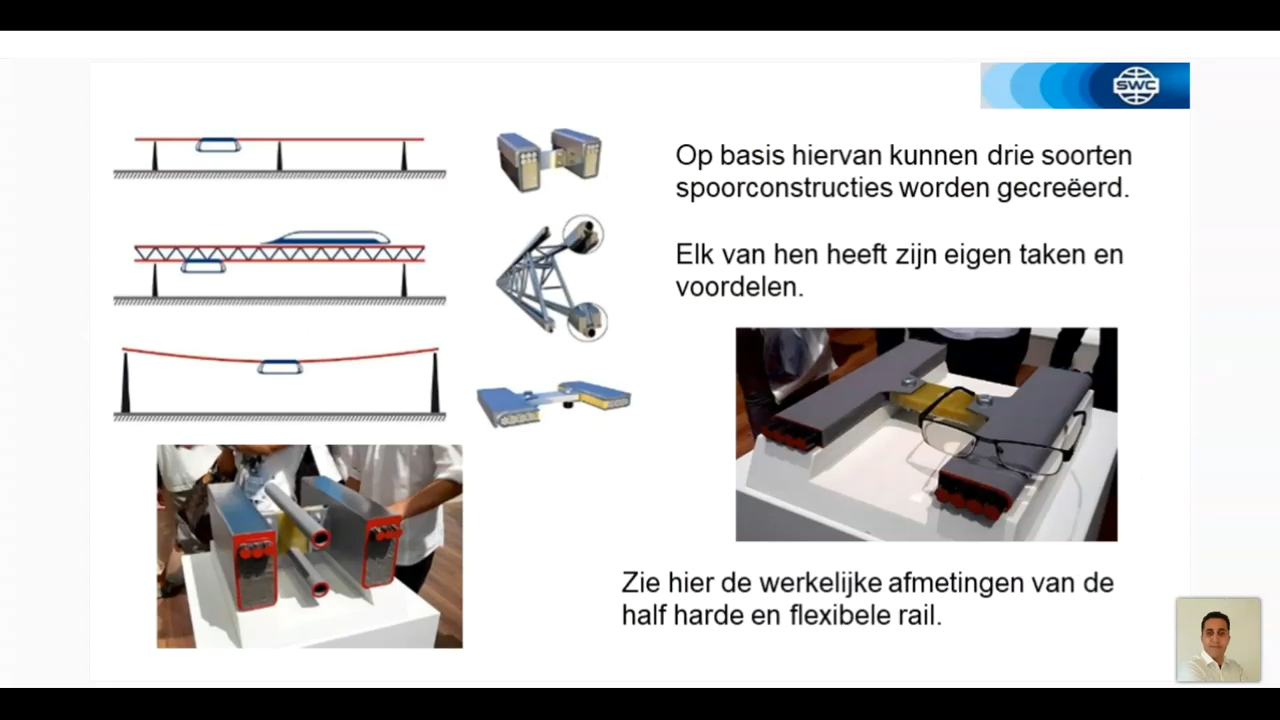 SWC
Op basis hiervan kunnen drie soorten
spoorconstructies worden gecreëerd.
Elk van hen heeft zijn eigen taken en
voordelen.
Zie hier de werkelijke afmetingen van de
half harde en flexibele rail.